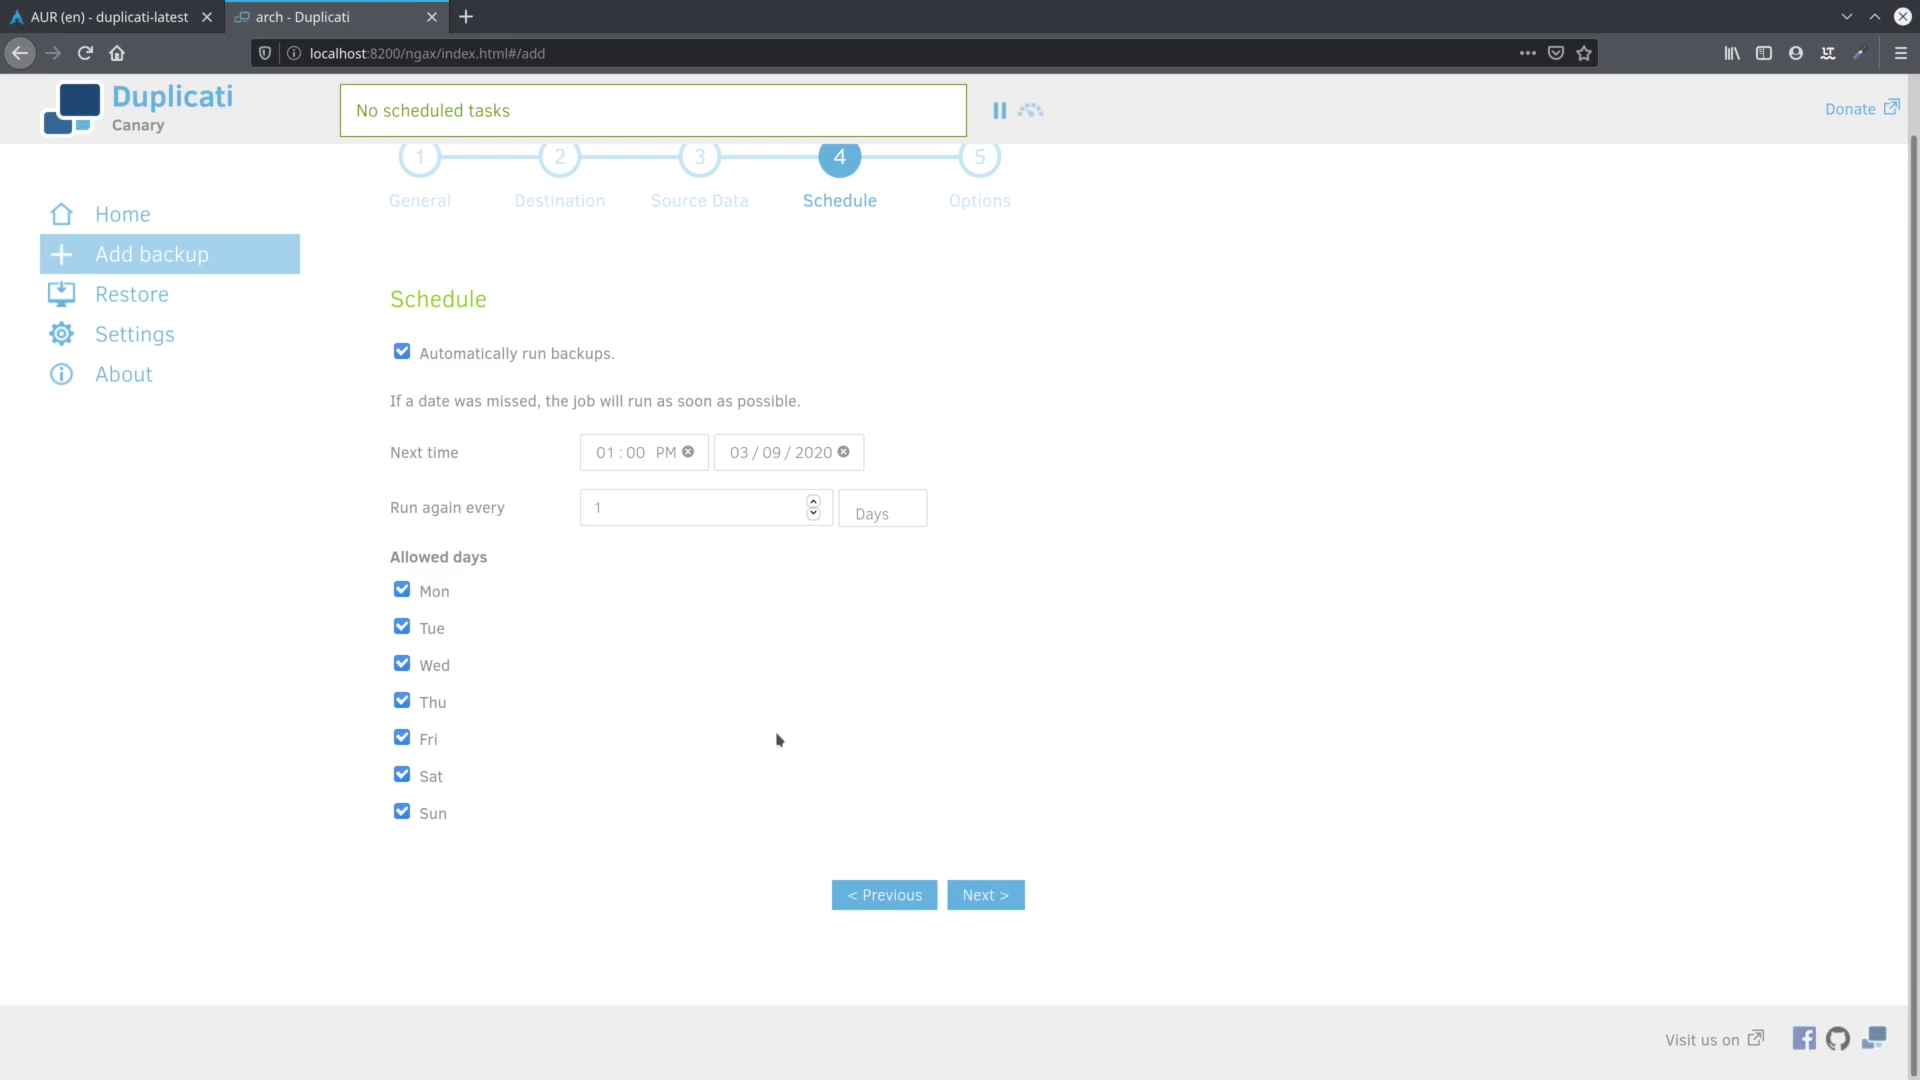 AUR (en) - duplicati-latest
arch - Duplicati
localhost:8200/ngax/index.html#/add
Duplicati
Canary
No scheduled tasks
Donate
1 2 3 4 5
General Destination Source Data Schedule Options
Home
Add backup
Restore
Settings
About
Schedule
Automatically run backups.
If a date was missed, the job will run as soon as possible.
Next time 01:00 PM 03/09/2020
Run again every 1 Days
Allowed days
Mon
Tue
Wed
Thu
Fri
Sat
Sun
< Previous Next >
Visit us on